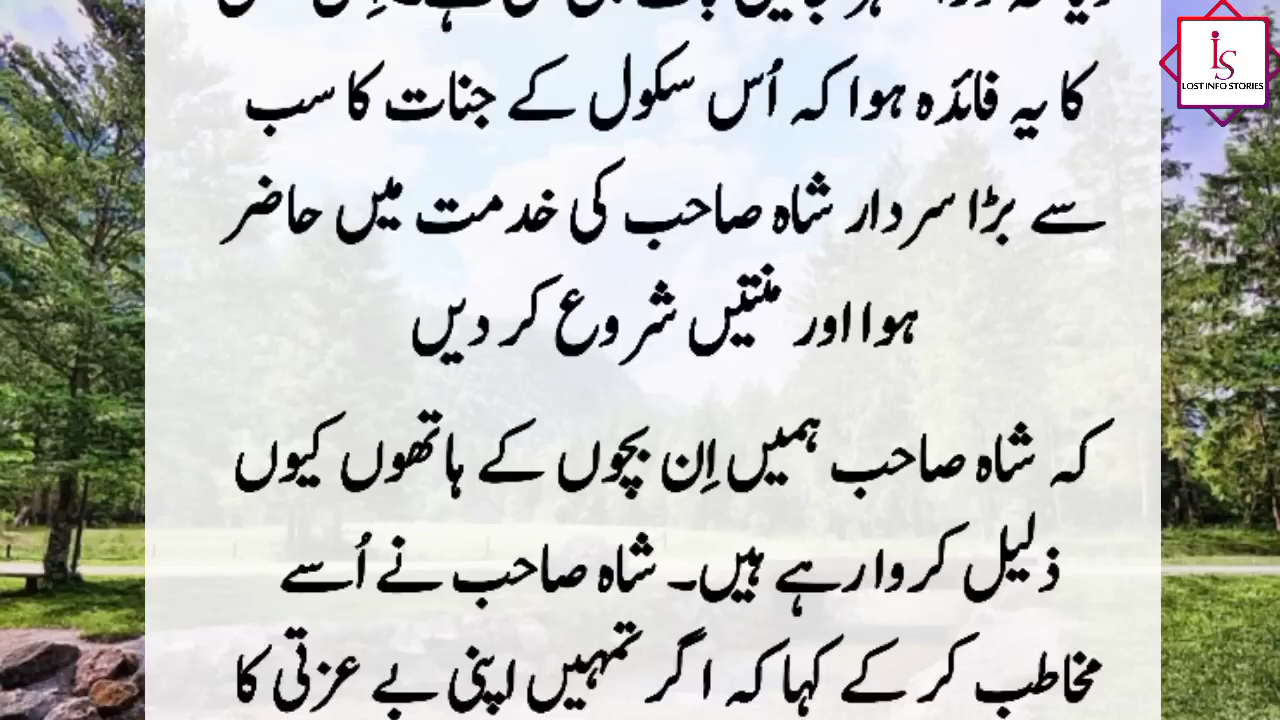 کا یہ فائدہ ہوا کہ اُس سکول کے جنات کا سب
سے بڑا سردار شاہ صاحب کی خدمت میں حاضر
ہوا اور منتیں شروع کر دیں
کہ شاہ صاحب ہمیں اِن بچوں کے ہاتھوں کیوں
ذلیل کروا رہے ہیں۔ شاہ صاحب نے اُسے
مخاطب کر کے کہا کہ اگر تمہیں اپنی بے عزتی کا
iS
LOST INFO STORIES